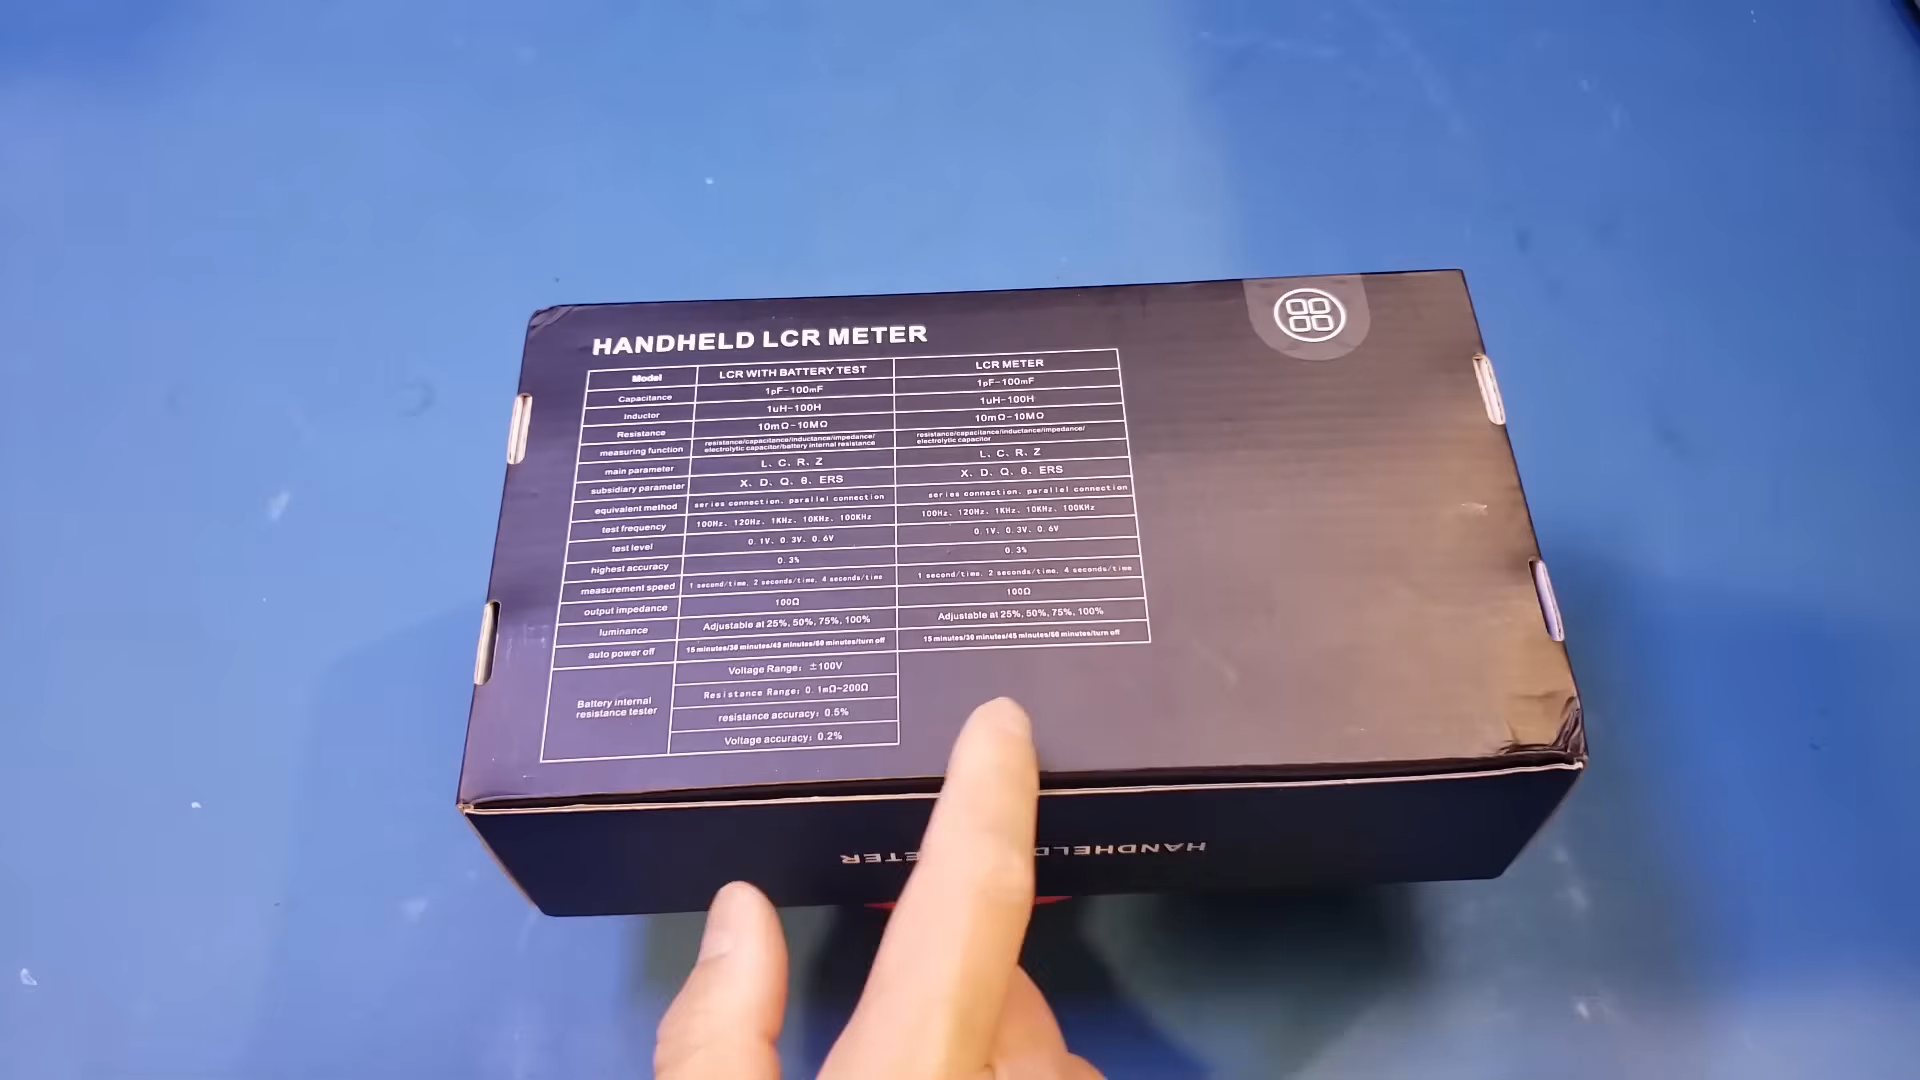 HANDHELD LCR METER
Model LCR WITH BATTERY TEST LCR METER
Capacitance 1pF-100mF 1pF-100mF
Inductor 1uH-100H 1uH-100H
Resistance 10mΩ-10MΩ 10mΩ-10MΩ
measuring function resistance/capacitance/inductance/impedance/ resistance/capacitance/inductance/impedance/
electrolytic capacitor/battery internal resistance electrolytic capacitor
main parameter L、C、R、Z L、C、R、Z
subsidiary parameter X、D、Q、θ、ERS X、D、Q、θ、ERS
equivalent method series connection、parallel connection series connection、parallel connection
test frequency 100Hz、120Hz、1KHz、10KHz、100KHz 100Hz、120Hz、1KHz、10KHz、100KHz
test level 0.1V、0.3V、0.6V 0.1V、0.3V、0.6V
highest accuracy 0.3% 0.3%
measurement speed 1 second/time、2 seconds/time、4 seconds/time 1 second/time、2 seconds/time、4 seconds/time
output impedance 100Ω 100Ω
luminance Adjustable at 25%, 50%, 75%, 100% Adjustable at 25%, 50%, 75%, 100%
auto power off 15 minutes/30 minutes/45 minutes/60 minutes/turn off 15 minutes/30 minutes/45 minutes/60 minutes/turn off
Battery internal
resistance tester
Voltage Range: ±100V
Resistance Range: 0.1mΩ~200Ω
resistance accuracy: 0.5%
Voltage accuracy: 0.2%
HANDHELD METER